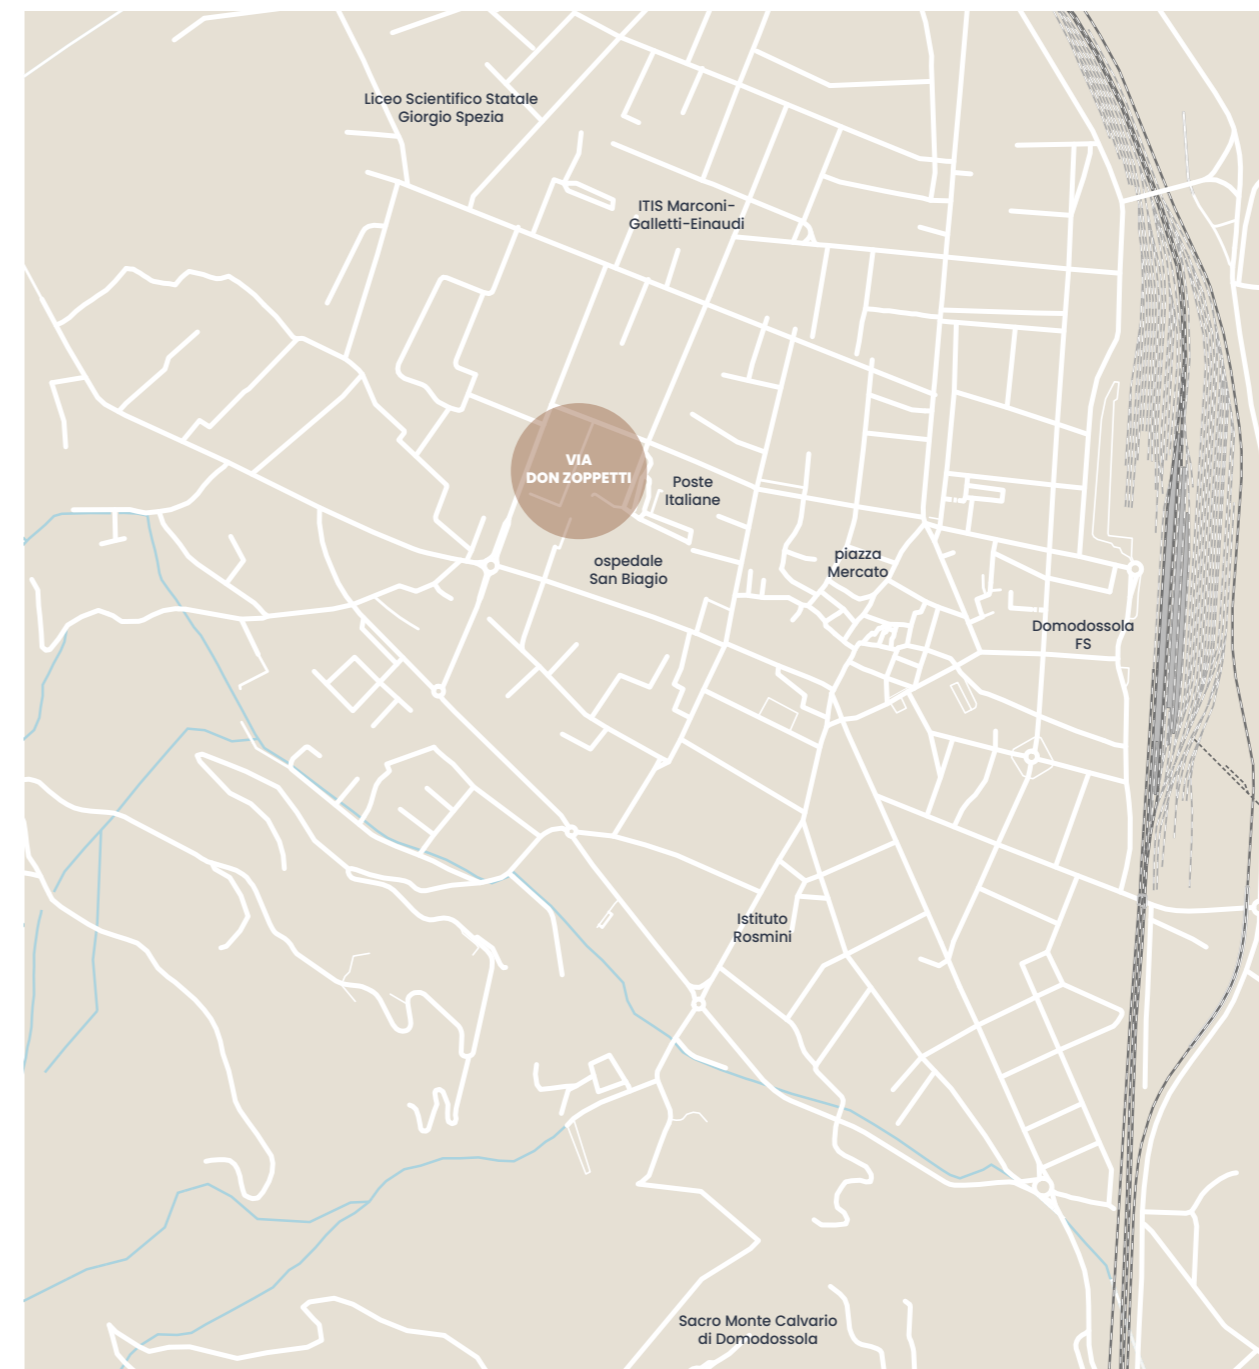 Liceo Scientifico Statale
Giorgio Spezia
ITIS Marconi-
Galletti-Einaudi
VIA
DON ZOPPETTI
Poste
Italiane
ospedale
San Biagio
piazza
Mercato
Domodossola
FS
Istituto
Rosmini
Sacro Monte Calvario
di Domodossola